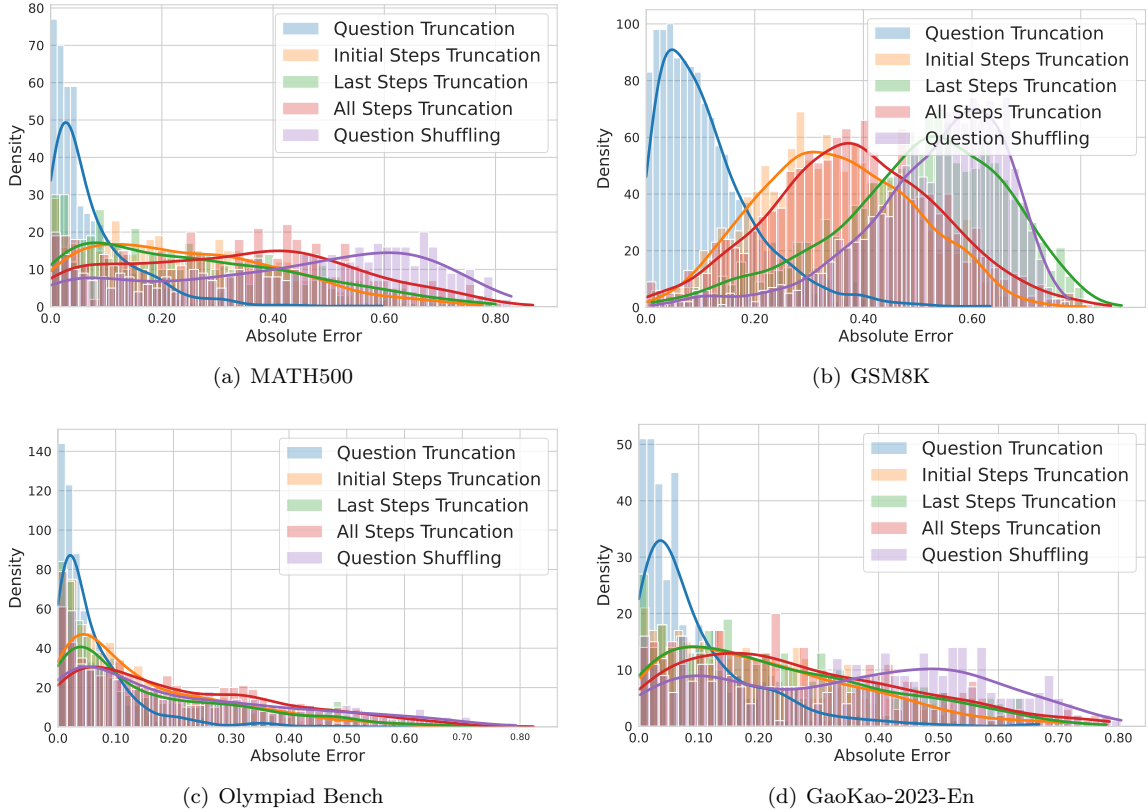 80
70
60
50
40
30
20
10
0
Density
0.0
0.20
0.40
0.60
0.80
Absolute Error
Question Truncation
Initial Steps Truncation
Last Steps Truncation
All Steps Truncation
Question Shuffling
(a) MATH500
100
80
60
40
20
0
Density
0.0
0.20
0.40
0.60
0.80
Absolute Error
Question Truncation
Initial Steps Truncation
Last Steps Truncation
All Steps Truncation
Question Shuffling
(b) GSM8K
140
120
100
80
60
40
20
0
Density
0.0
0.10
0.20
0.30
0.40
0.50
0.60
0.70
0.80
Absolute Error
Question Truncation
Initial Steps Truncation
Last Steps Truncation
All Steps Truncation
Question Shuffling
(c) Olympiad Bench
50
40
30
20
10
0
Density
0.0
0.10
0.20
0.30
0.40
0.50
0.60
0.70
0.80
Absolute Error
Question Truncation
Initial Steps Truncation
Last Steps Truncation
All Steps Truncation
Question Shuffling
(d) GaoKao-2023-En